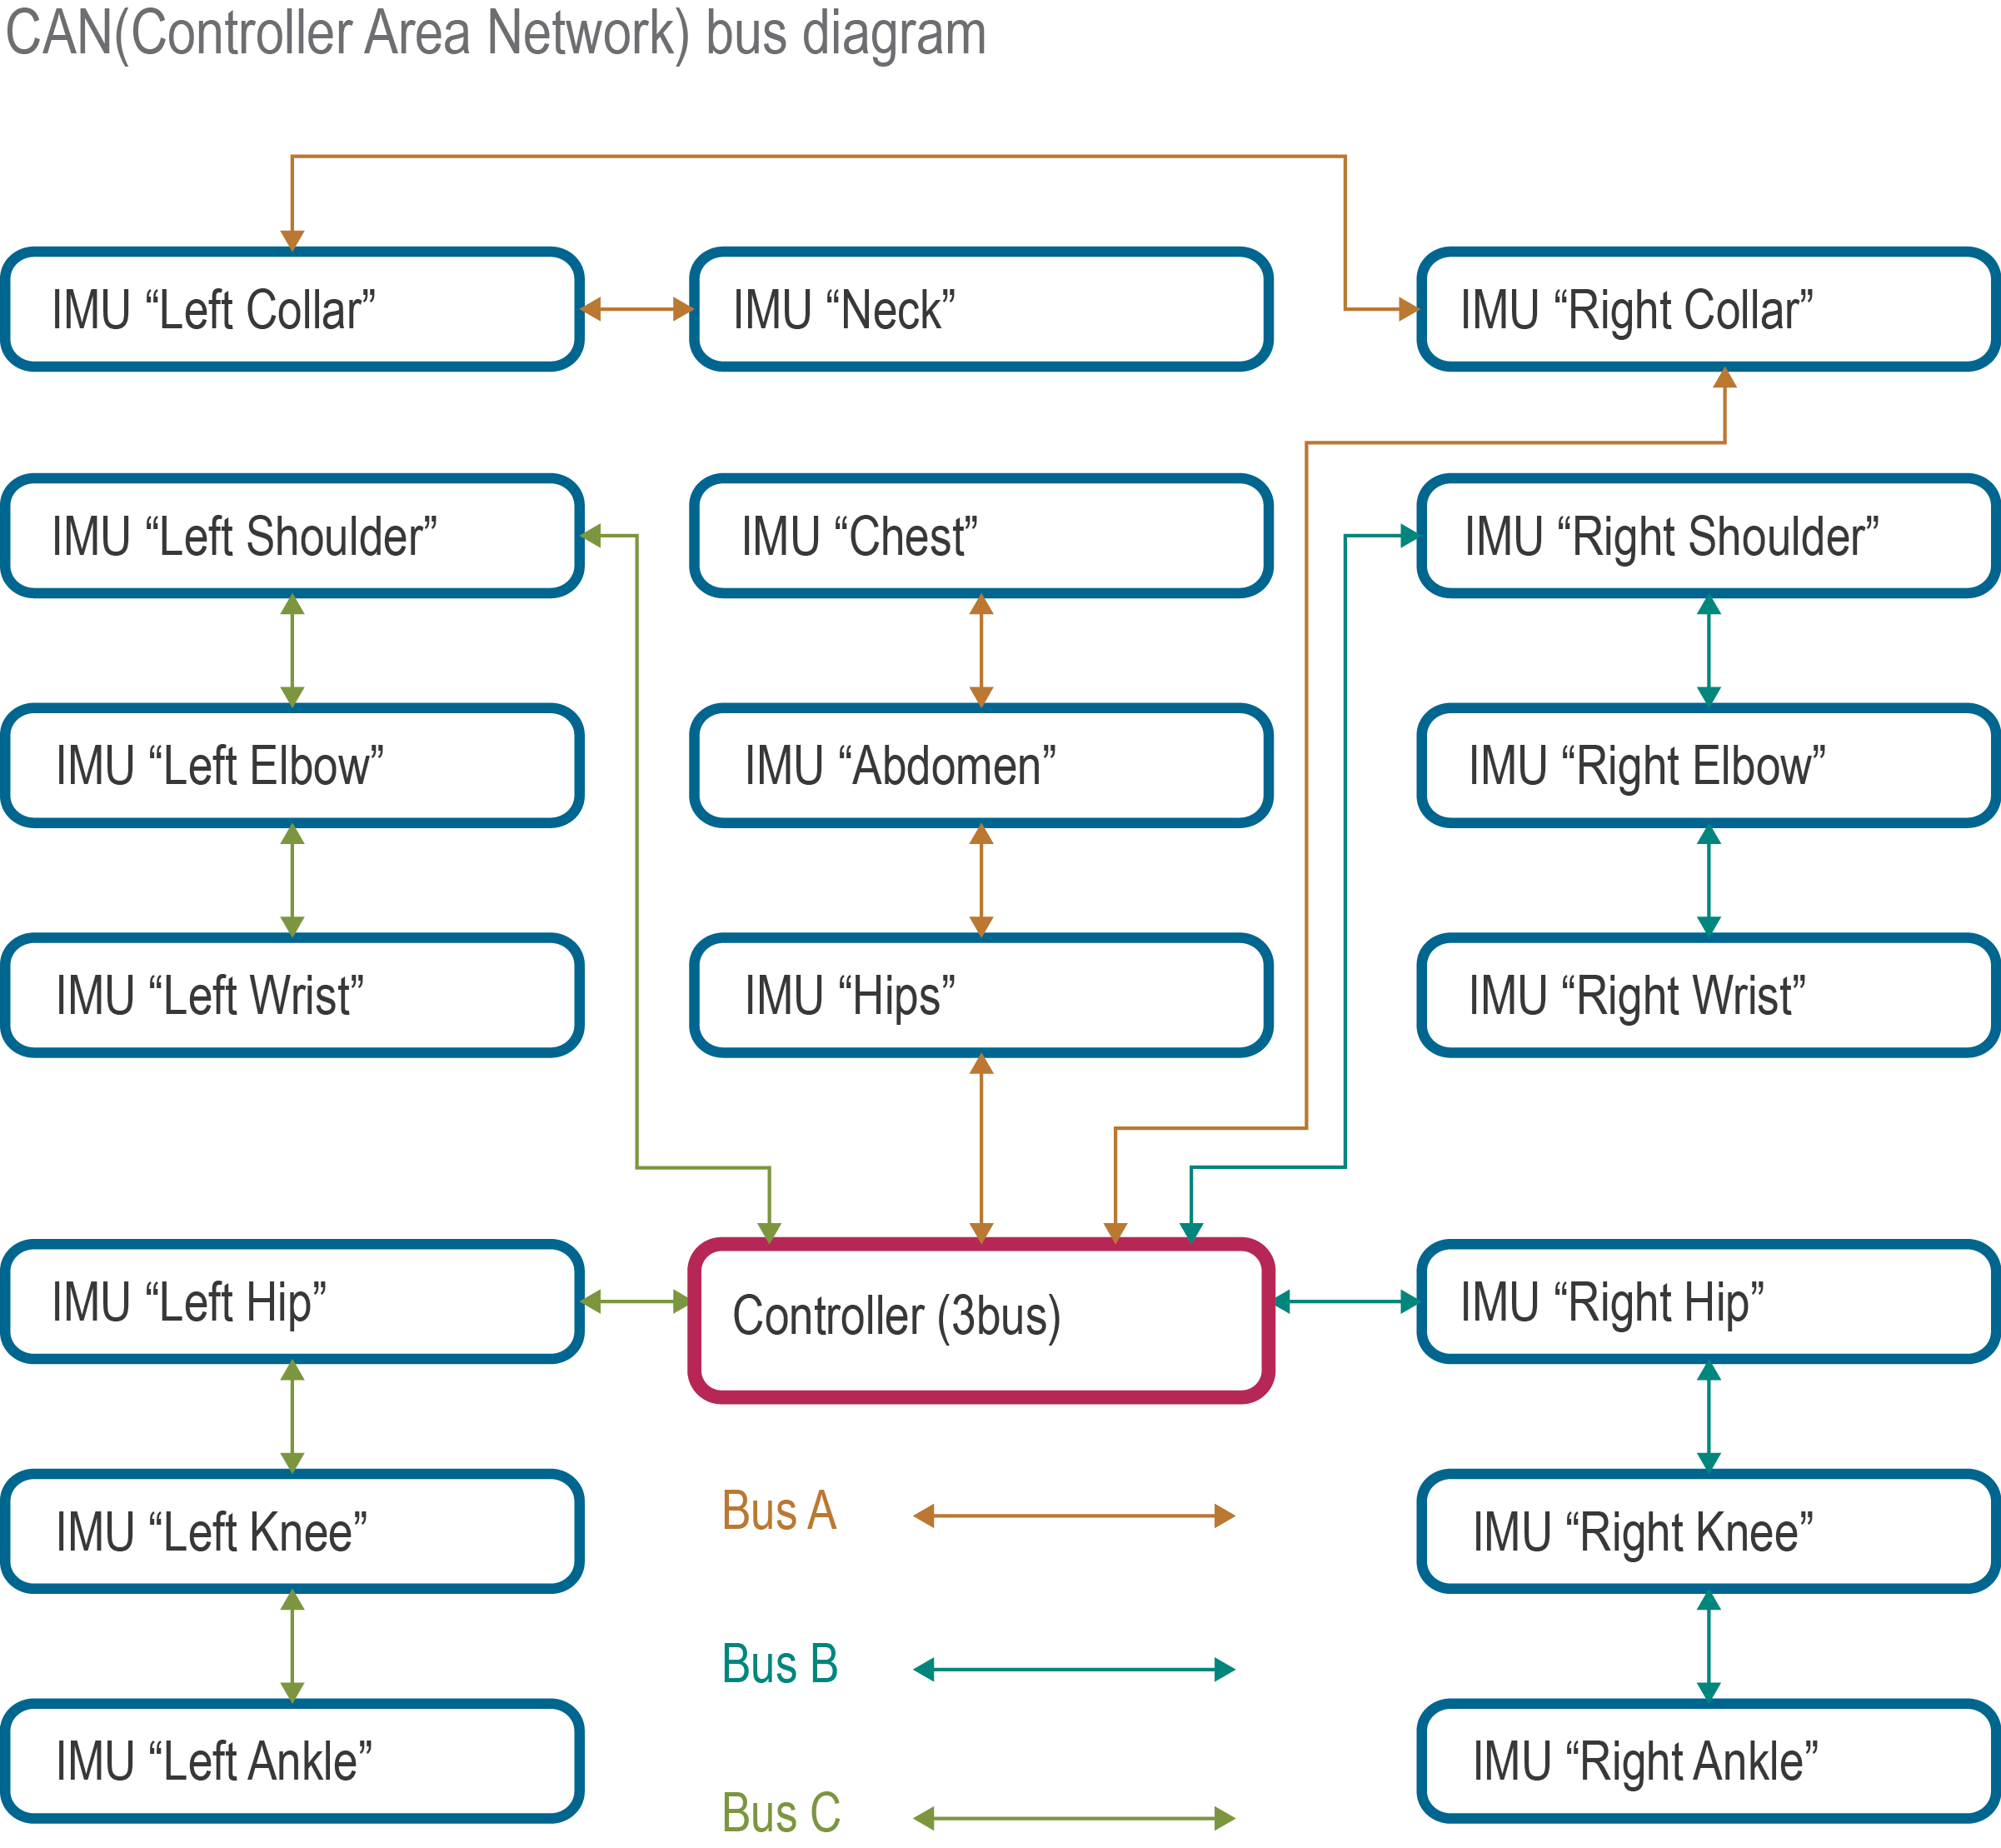 CAN(Controller Area Network) bus diagram
IMU “Left Collar”
IMU “Neck”
IMU “Right Collar”
IMU “Left Shoulder”
IMU “Chest”
IMU “Right Shoulder”
IMU “Left Elbow”
IMU “Abdomen”
IMU “Right Elbow”
IMU “Left Wrist”
IMU “Hips”
IMU “Right Wrist”
IMU “Left Hip”
Controller (3bus)
IMU “Right Hip”
IMU “Left Knee”
Bus A
IMU “Right Knee”
Bus B
IMU “Left Ankle”
IMU “Right Ankle”
Bus C